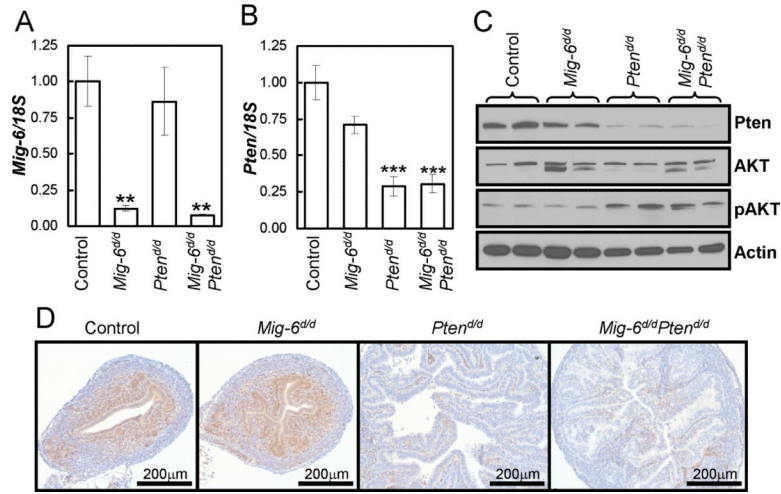 A
Mig-6/18S
1.25
1.00
0.75
0.50
0.25
0.00
**
**
Control
Mig-6d/d
Ptend/d
Mig-6d/d
Ptend/d
B
Pten/18S
1.25
1.00
0.75
0.50
0.25
0.00
***
***
Control
Mig-6d/d
Ptend/d
Mig-6d/d
Ptend/d
C
Control
Mig-6d/d
Ptend/d
Mig-6d/d
Ptend/d
Pten
AKT
pAKT
Actin
D
Control
Mig-6d/d
Ptend/d
Mig-6d/dPtend/d
200µm
200µm
200µm
200µm